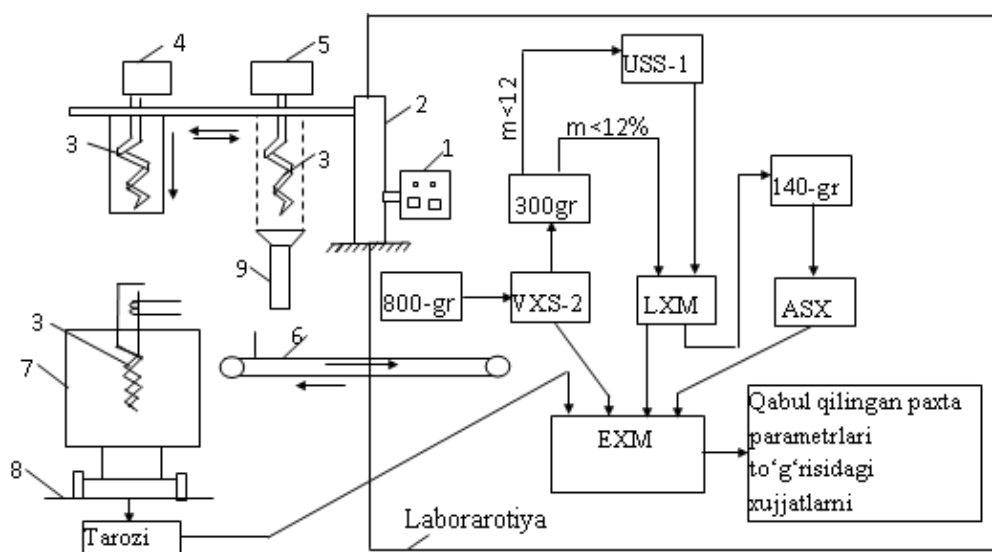 4
5
USS-1
2
m<12
m<12%
3
3
1
140-gr
300gr
9
800-gr
VXS-2
LXM
ASX
3
6
7
Qabul qilingan paxta
parametrlari
to‘g‘risidagi
xujjatlarni
EXM
8
Laborarotiya
Tarozi